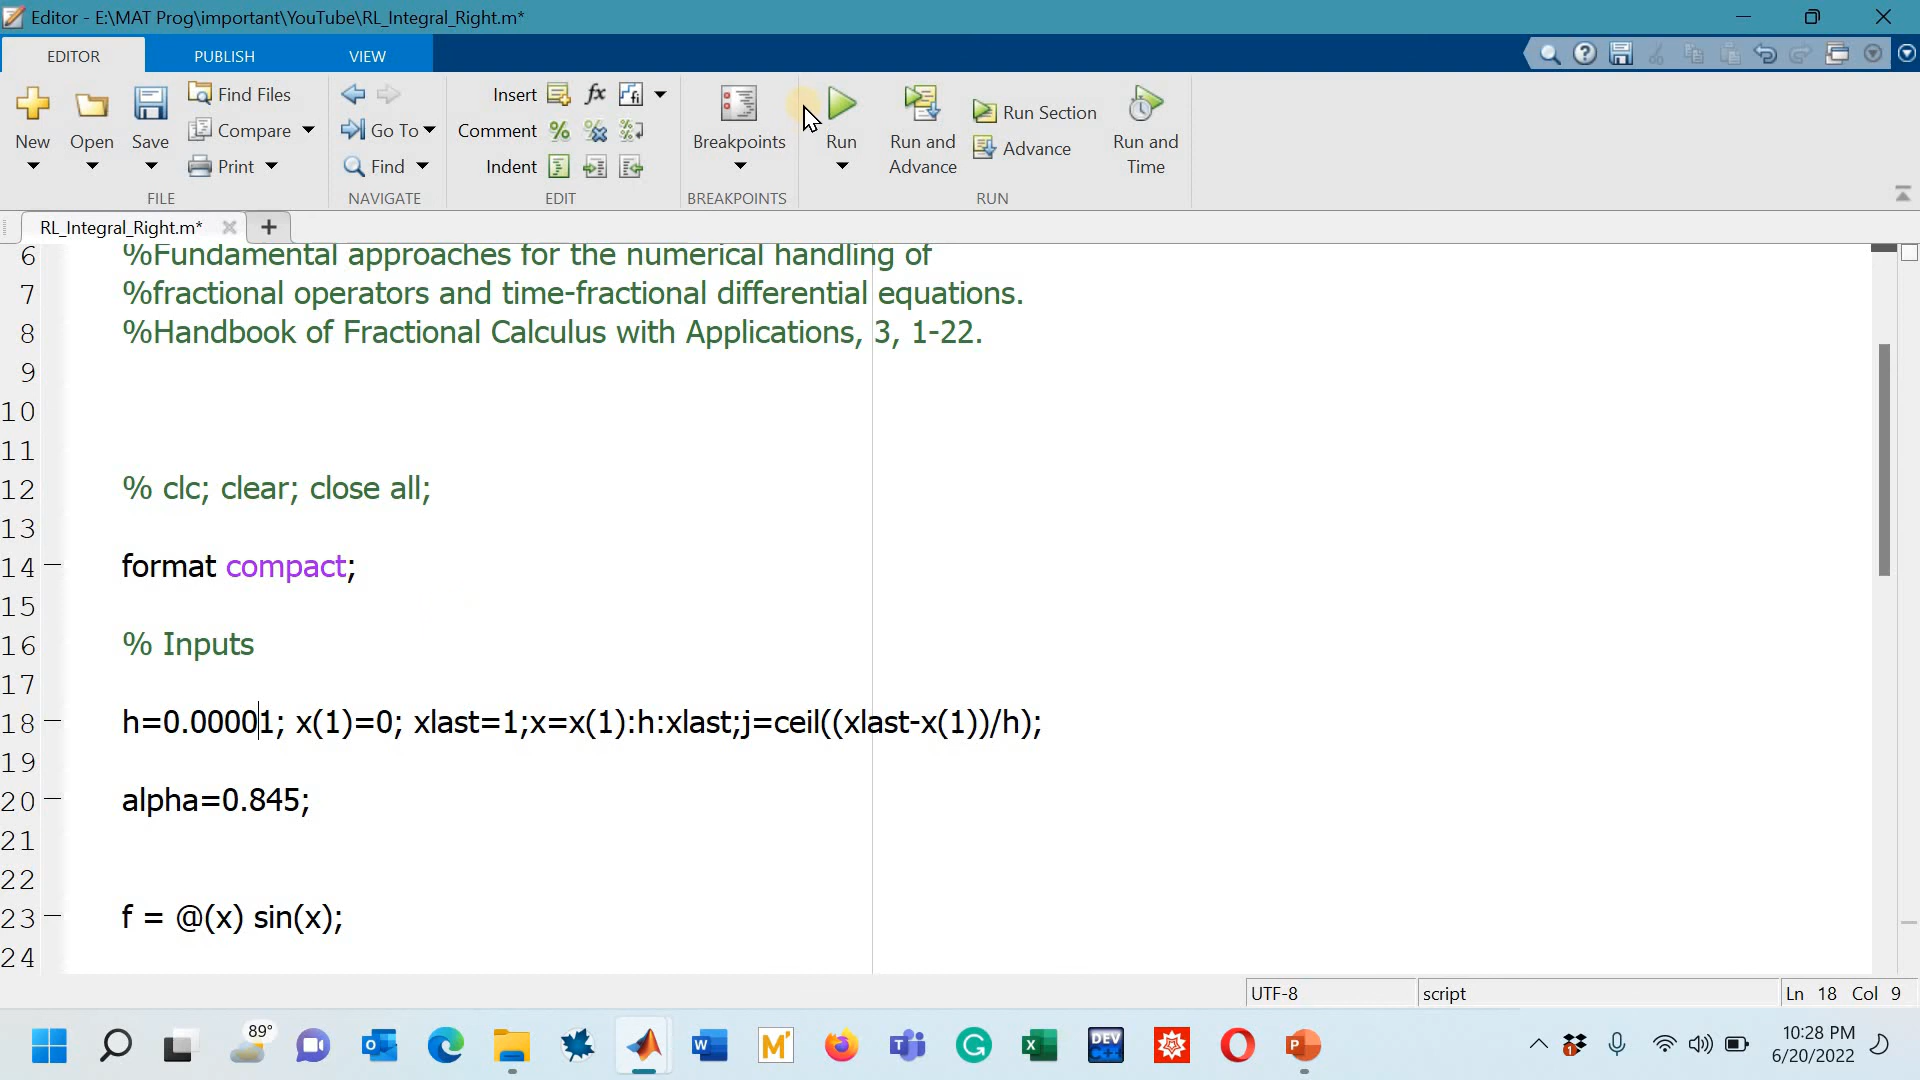 Editor - E:\MAT Prog\important\YouTube\RL_Integral_Right.m*
EDITOR PUBLISH VIEW
New Open Save
Find Files
Compare
Print
FILE
Go To
Find
NAVIGATE
Insert fx
Comment
Indent
EDIT
Breakpoints
BREAKPOINTS
Run
Run and Advance
Run Section
Advance
Run and Time
RUN
RL_Integral_Right.m*
6 %Fundamental approaches for the numerical handling of
7 %fractional operators and time-fractional differential equations.
8 %Handbook of Fractional Calculus with Applications, 3, 1-22.
9
10
11
12 % clc; clear; close all;
13
14 format compact;
15
16 % Inputs
17
18 h=0.00001; x(1)=0; xlast=1;x=x(1):h:xlast;j=ceil((xlast-x(1))/h);
19
20 alpha=0.845;
21
22
23 f = @(x) sin(x);
24
UTF-8 script Ln 18 Col 9
89°
DEV C++
10:28 PM
6/20/2022